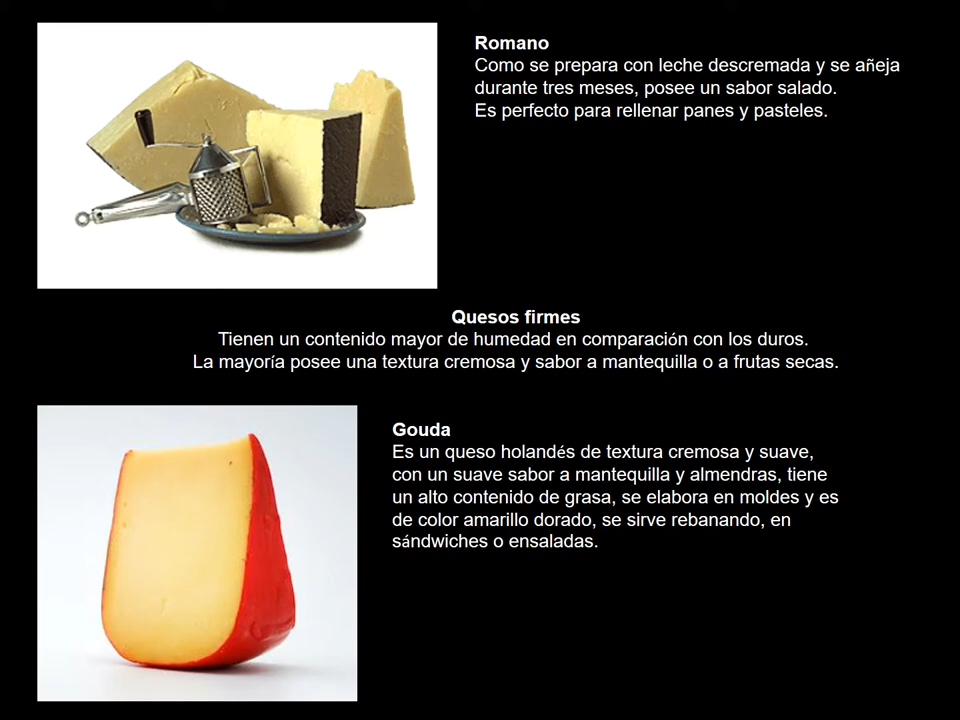 Romano
Como se prepara con leche descremada y se añeja
durante tres meses, posee un sabor salado.
Es perfecto para rellenar panes y pasteles.
Quesos firmes
Tienen un contenido mayor de humedad en comparación con los duros.
La mayoría posee una textura cremosa y sabor a mantequilla o a frutas secas.
Gouda
Es un queso holandés de textura cremosa y suave,
con un suave sabor a mantequilla y almendras, tiene
un alto contenido de grasa, se elabora en moldes y es
de color amarillo dorado, se sirve rebanando, en
sándwiches o ensaladas.